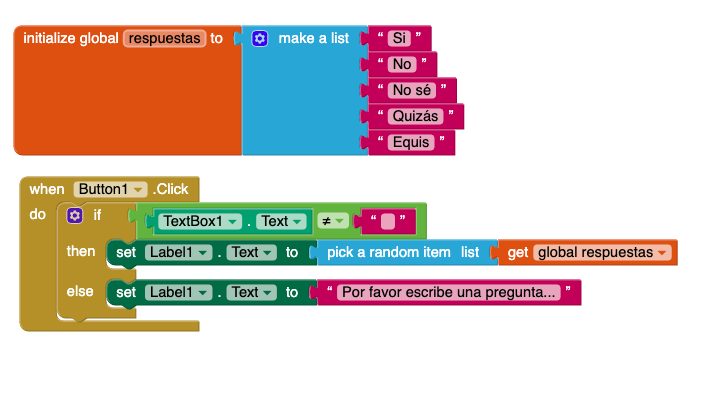 initialize global respuestas to make a list " Si "
" No "
" No sé "
" Quizás "
" Equis "
when Button1 .Click
do if TextBox1 . Text ≠ " "
then set Label1 . Text to pick a random item list get global respuestas
else set Label1 . Text to " Por favor escribe una pregunta... "